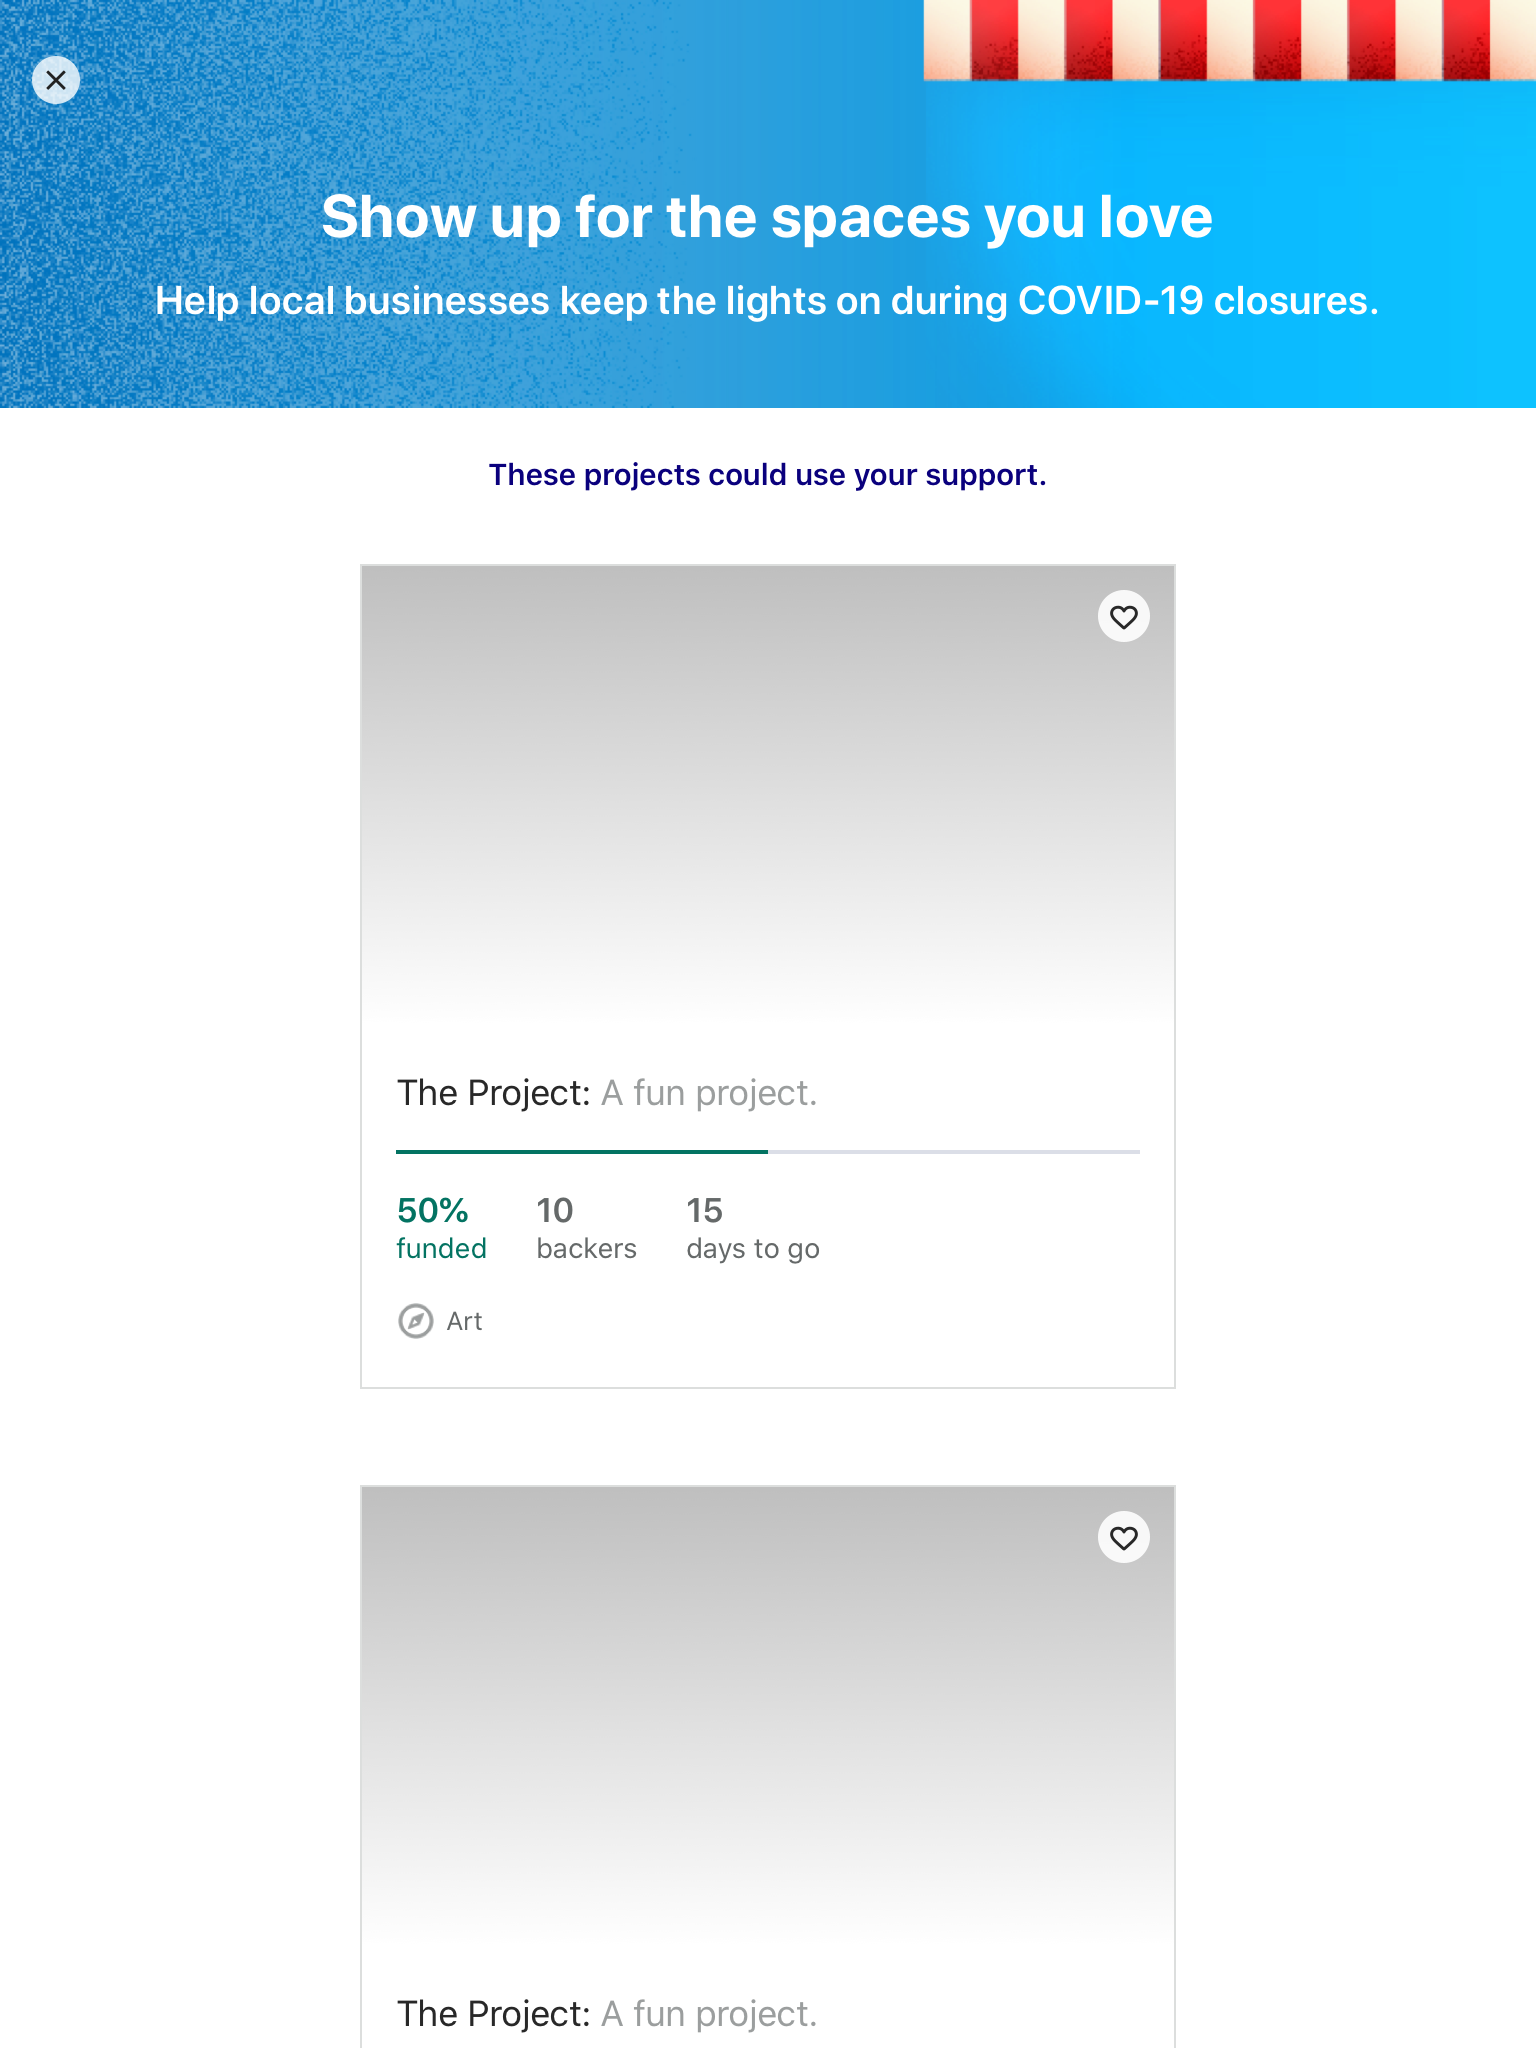 Show up for the spaces you love
Help local businesses keep the lights on during COVID-19 closures.
These projects could use your support.
The Project: A fun project.
50%
funded
10
backers
15
days to go
Art
The Project: A fun project.